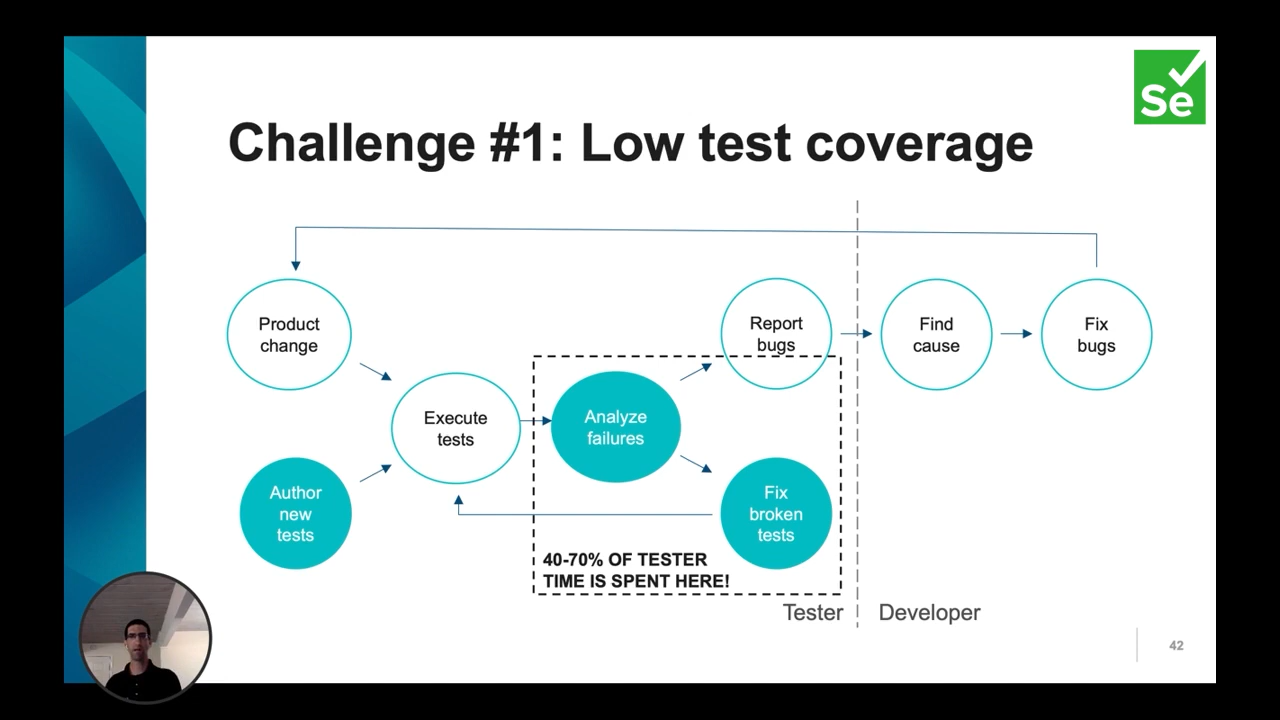 Se
Challenge #1: Low test coverage
Product
change
Report
bugs
Find
cause
Fix
bugs
Execute
tests
Analyze
failures
Author
new
tests
Fix
broken
tests
40-70% OF TESTER
TIME IS SPENT HERE!
Tester
Developer
42